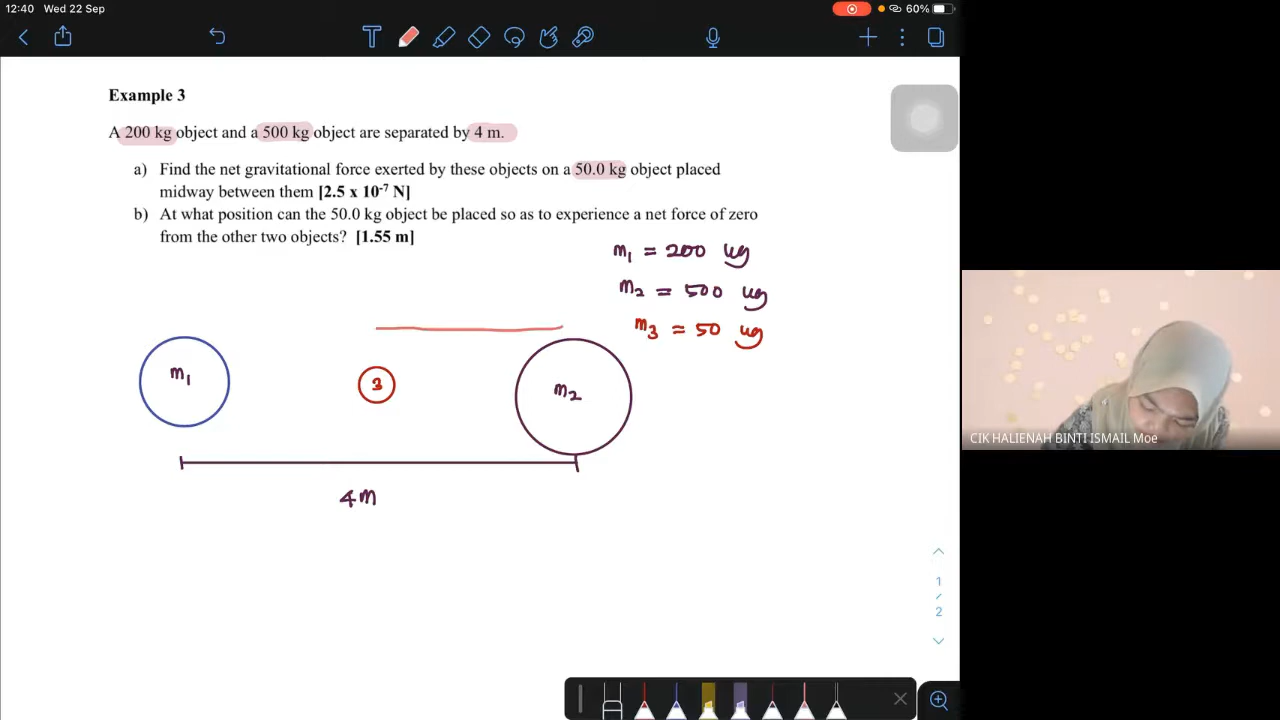 12:40 Wed 22 Sep
60%
T
Example 3
A 200 kg object and a 500 kg object are separated by 4 m.
a) Find the net gravitational force exerted by these objects on a 50.0 kg object placed
midway between them [2.5 x 10⁻⁷ N]
b) At what position can the 50.0 kg object be placed so as to experience a net force of zero
from the other two objects? [1.55 m]
m₁ = 200 kg
m₂ = 500 kg
m₃ = 50 kg
m₁
3
m₂
4m
CIK HALIENAH BINTI ISMAIL Moe
1
/
2